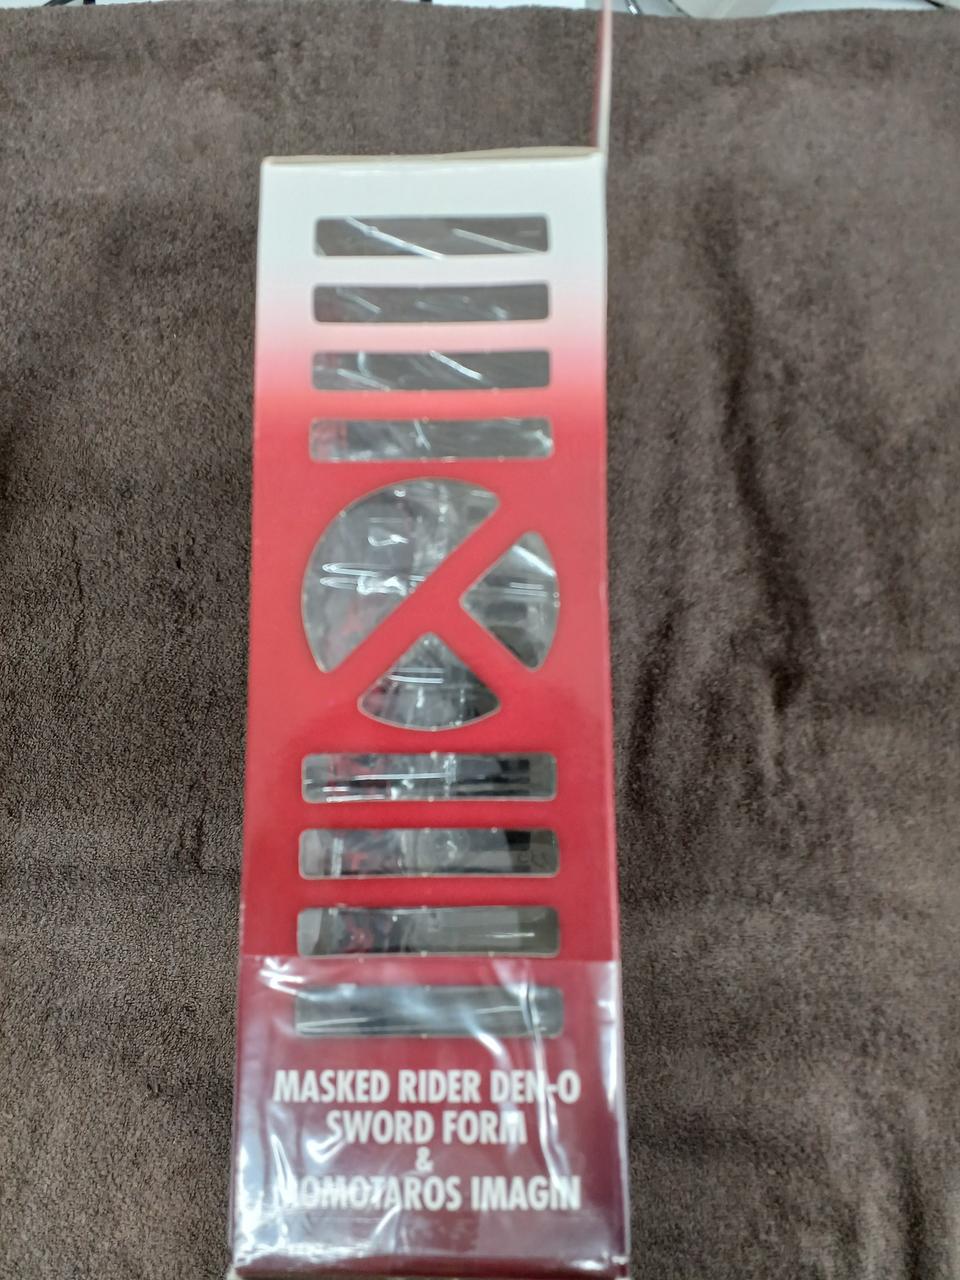 MASKED RIDER DEN-O
SWORD FORM
&
MOMOTAROS IMAGIN